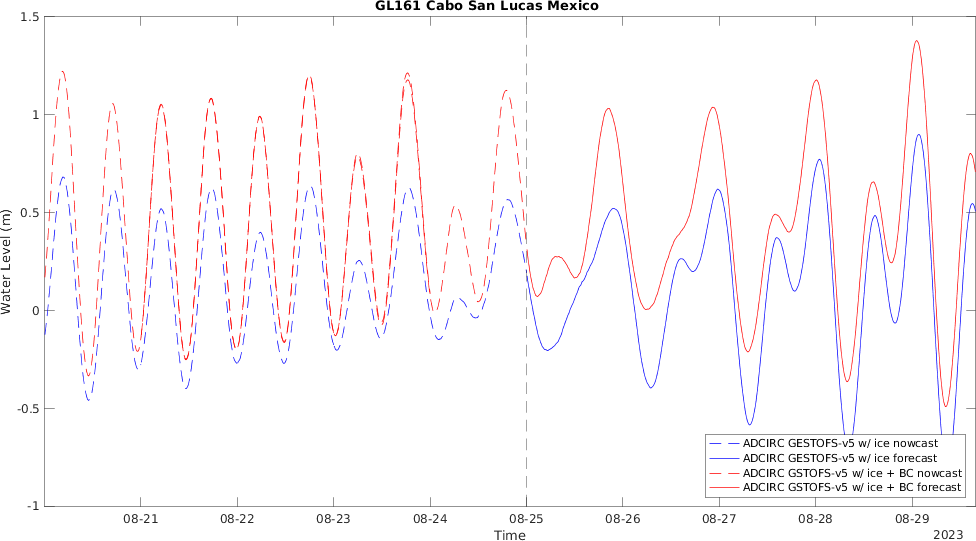 GL161 Cabo San Lucas Mexico
1.5
1
0.5
0
-0.5
-1
Water Level (m)
08-21 08-22 08-23 08-24 08-25 08-26 08-27 08-28 08-29
Time
2023
ADCIRC GESTOFS-v5 w/ ice nowcast
ADCIRC GESTOFS-v5 w/ ice forecast
ADCIRC GSTOFS-v5 w/ ice + BC nowcast
ADCIRC GSTOFS-v5 w/ ice + BC forecast